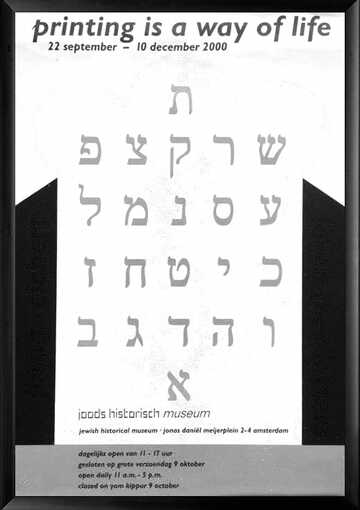 printing is a way of life
22 september – 10 december 2000
ת
ש ר ק צ פ
ע ס נ מ ל
כ י ט ח ז
ו ה ד ג ב
א
joods historisch museum
jewish historical museum · jonas daniël meijerplein 2-4 amsterdam
dagelijks open van 11 - 17 uur
gesloten op grote verzoendag 9 oktober
open daily 11 a.m. - 5 p.m.
closed on yom kippur 9 october